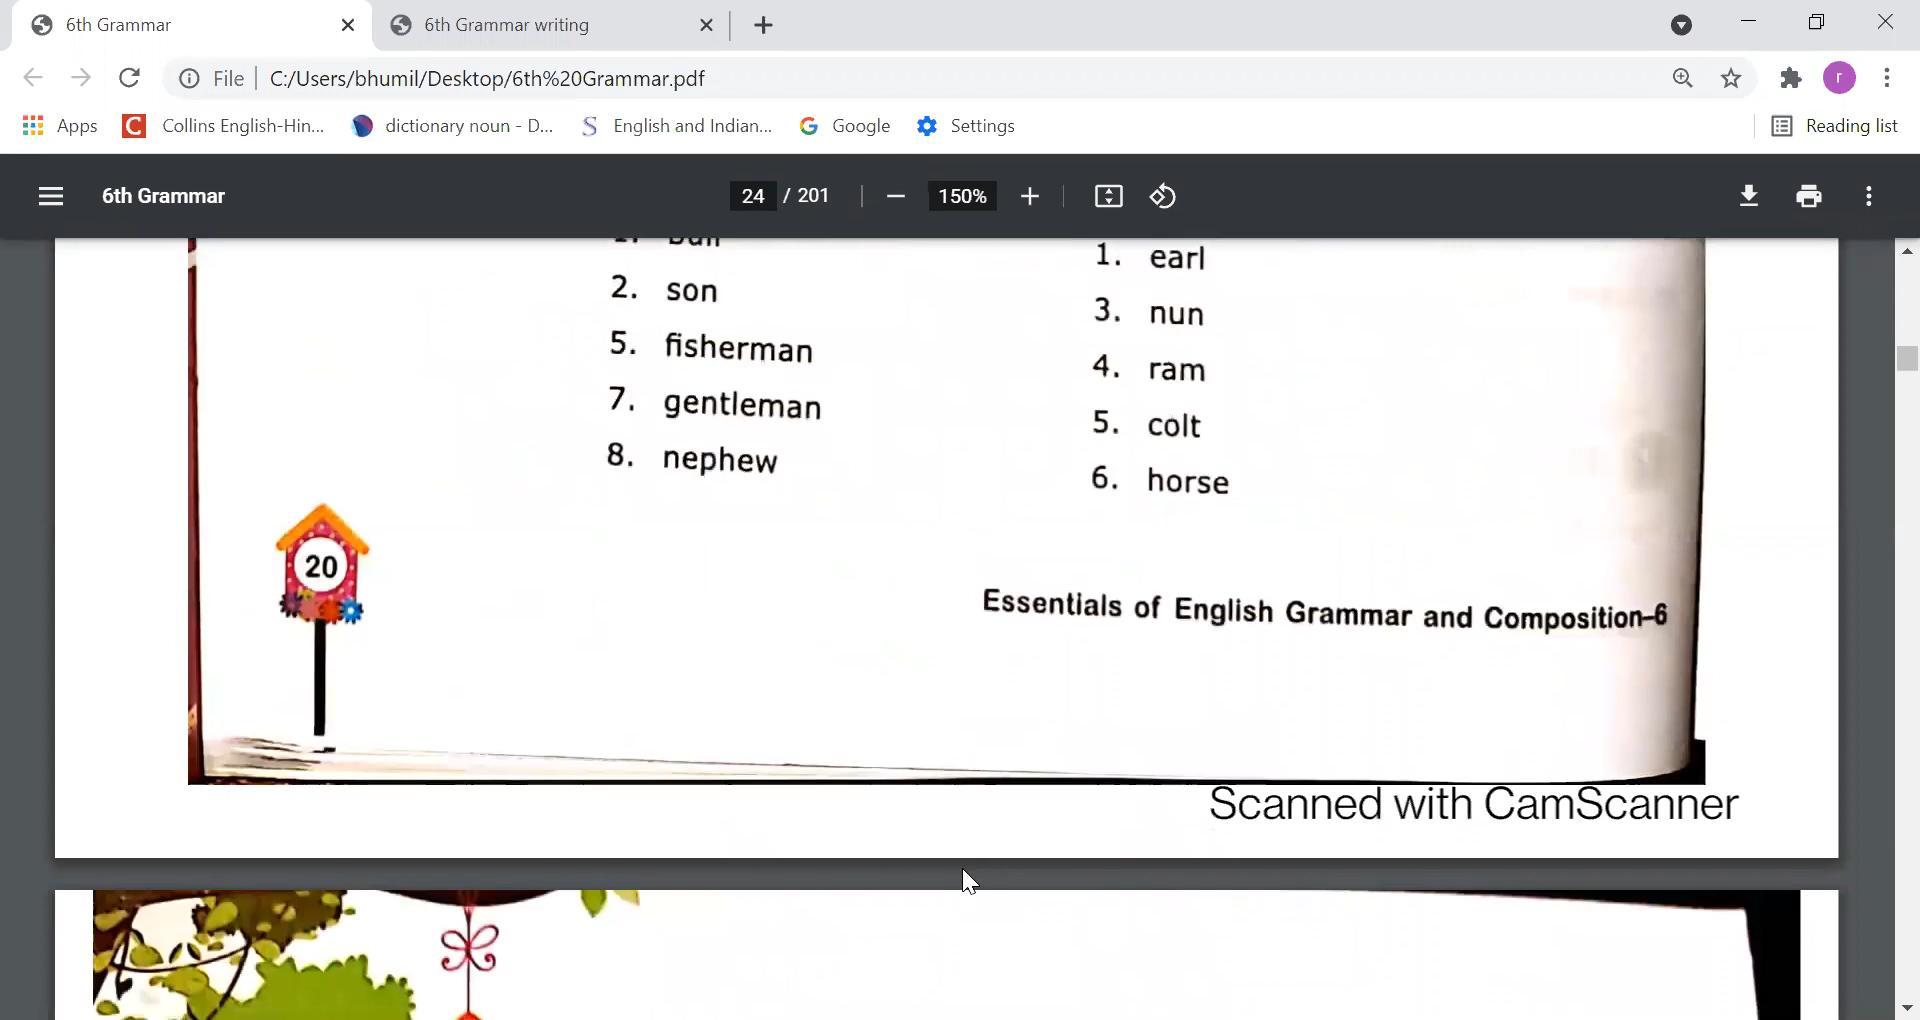 6th Grammar
6th Grammar writing
File
C:/Users/bhumil/Desktop/6th%20Grammar.pdf
r
Apps
Collins English-Hin...
dictionary noun - D...
English and Indian...
Google
Settings
Reading list
6th Grammar
24 / 201
150%
2. son
5. fisherman
7. gentleman
8. nephew
1. earl
3. nun
4. ram
5. colt
6. horse
20
Essentials of English Grammar and Composition-6
Scanned with CamScanner